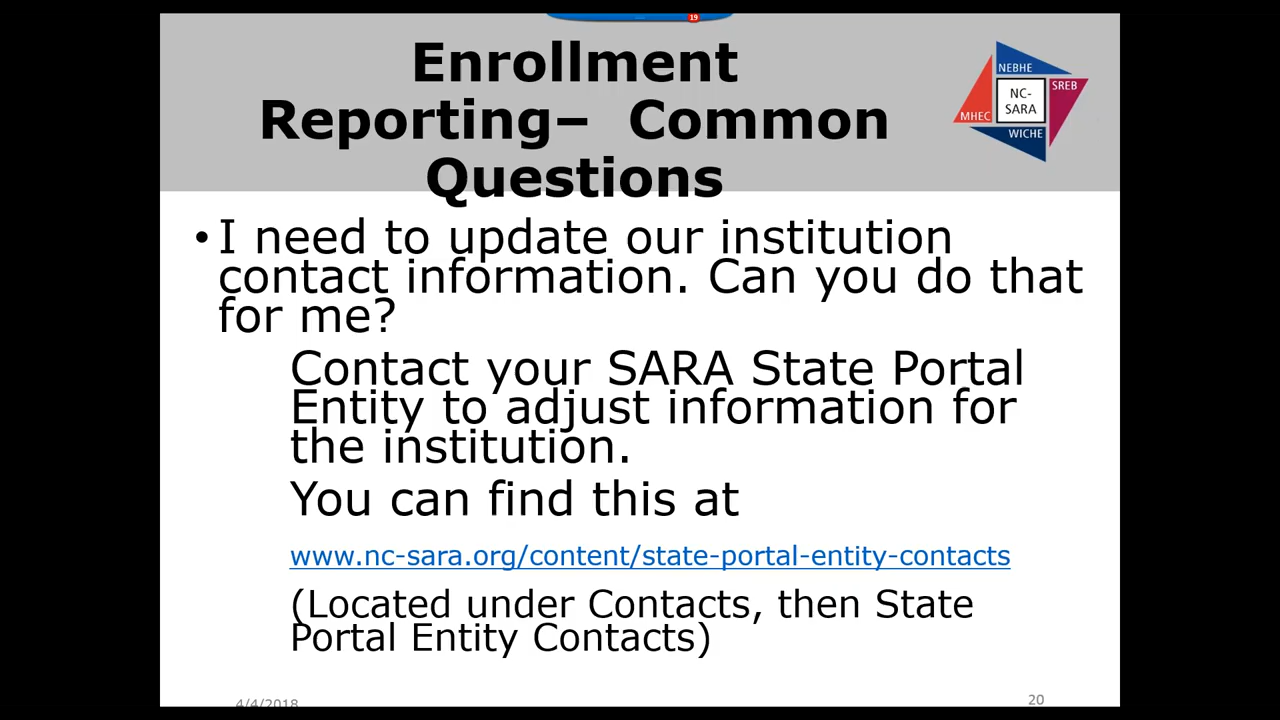 19
Enrollment
Reporting– Common
Questions
NEBHE
SREB
NC-
SARA
MHEC
WICHE
• I need to update our institution
contact information. Can you do that
for me?
Contact your SARA State Portal
Entity to adjust information for
the institution.
You can find this at
www.nc-sara.org/content/state-portal-entity-contacts
(Located under Contacts, then State
Portal Entity Contacts)
4/4/2018
20